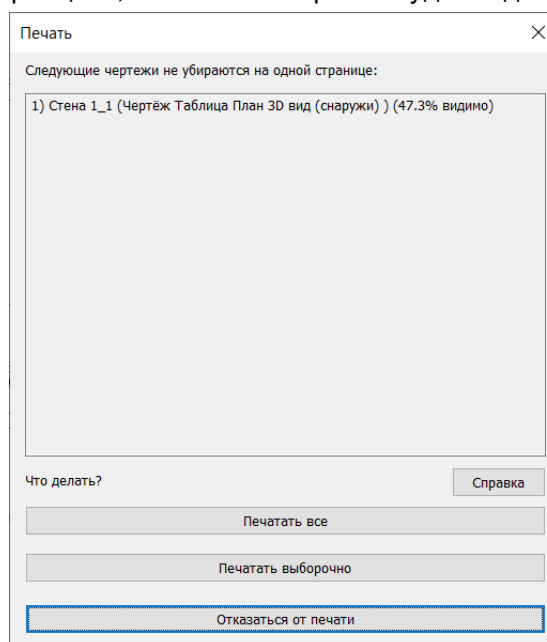 Печать
Следующие чертежи не убираются на одной странице:
1) Стена 1_1 (Чертёж Таблица План 3D вид (снаружи) ) (47.3% видимо)
Что делать?
Справка
Печатать все
Печатать выборочно
Отказаться от печати